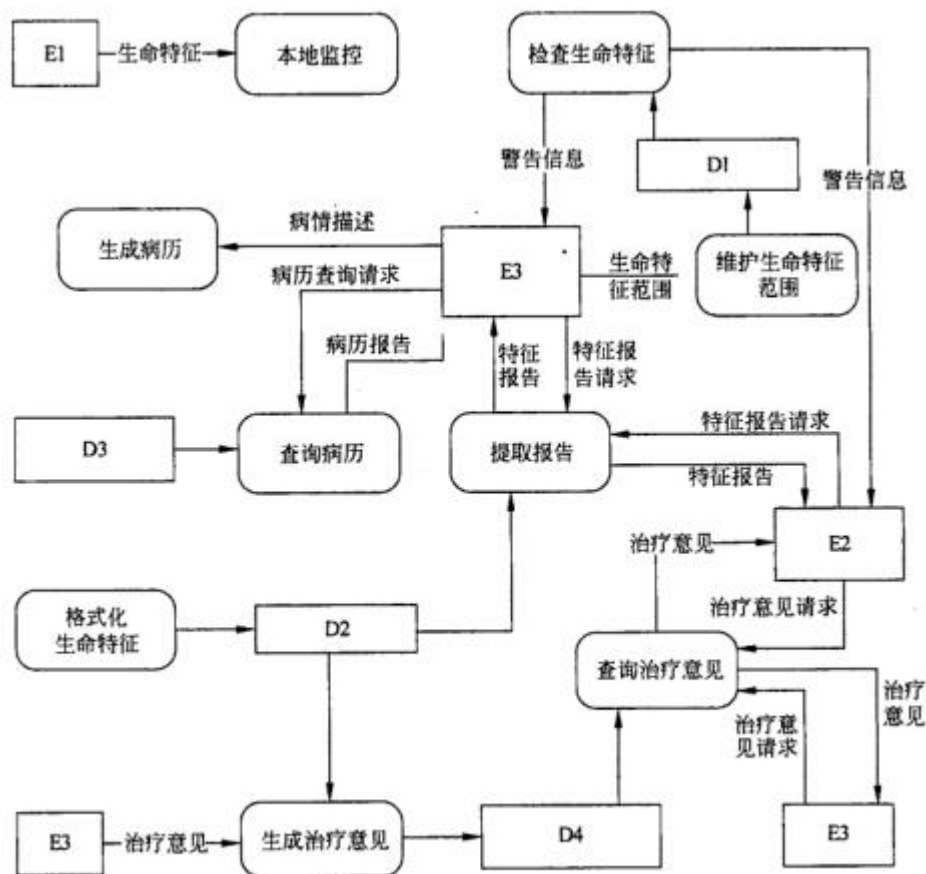 E1
生命特征
本地监控
检查生命特征
警告信息
D1
警告信息
生成病历
病情描述
E3
生命特
征范围
维护生命特征
范围
病历查询请求
病历报告
特征
报告
特征报
告请求
D3
查询病历
提取报告
特征报告请求
特征报告
治疗意见
E2
格式化
生命特征
D2
治疗意见请求
查询治疗意见
治疗
意见
治疗意
见请求
E3
治疗意见
生成治疗意见
D4
E3